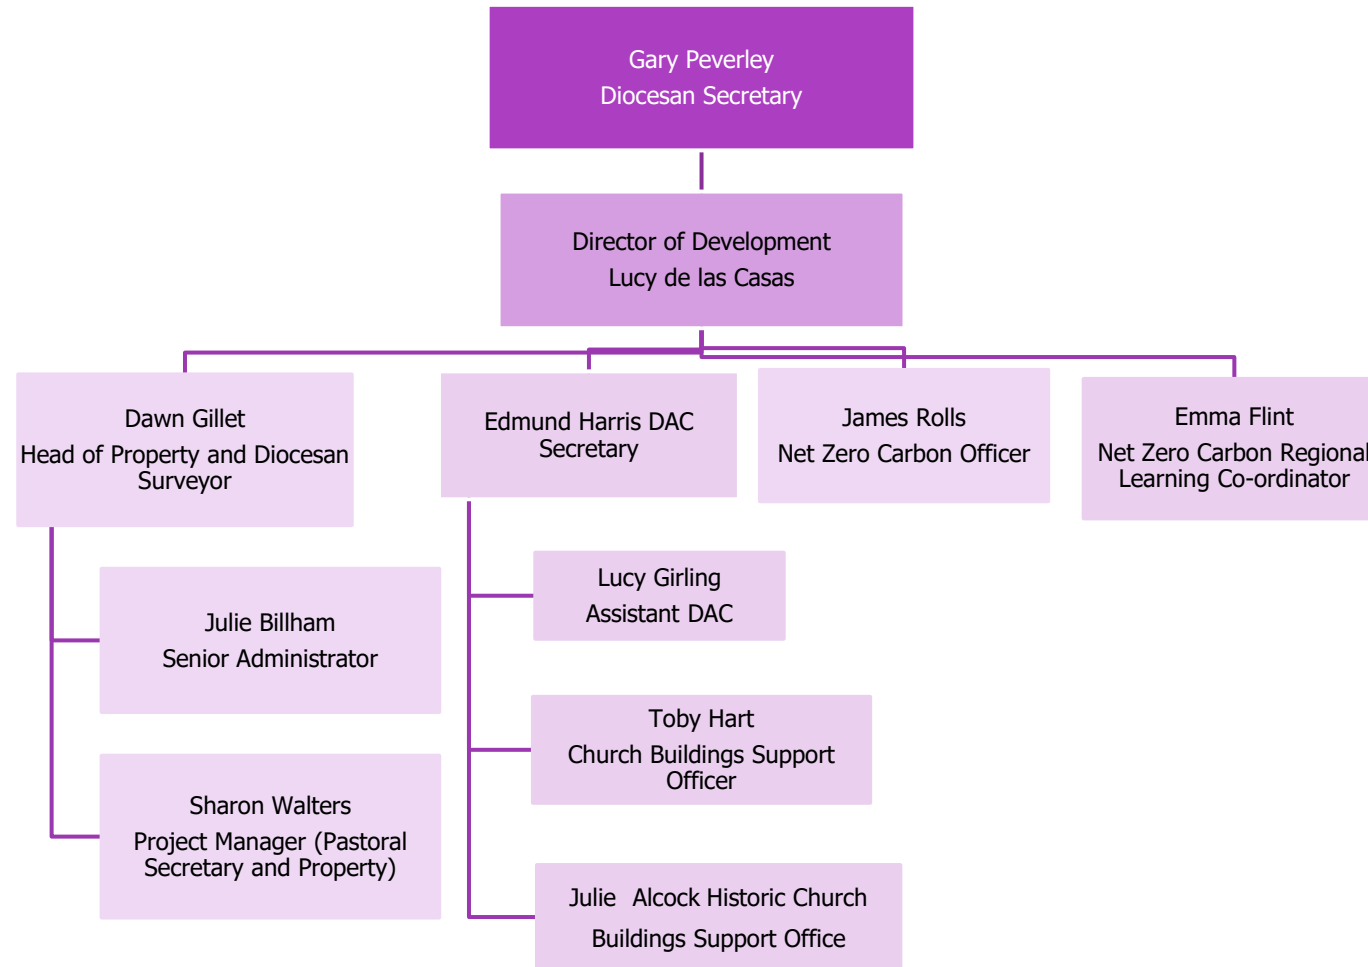 Gary Peverley
Diocesan Secretary
Director of Development
Lucy de las Casas
Dawn Gillet
Head of Property and Diocesan
Surveyor
Edmund Harris DAC
Secretary
James Rolls
Net Zero Carbon Officer
Emma Flint
Net Zero Carbon Regional
Learning Co-ordinator
Julie Billham
Senior Administrator
Sharon Walters
Project Manager (Pastoral
Secretary and Property)
Lucy Girling
Assistant DAC
Toby Hart
Church Buildings Support
Officer
Julie  Alcock Historic Church
Buildings Support Office